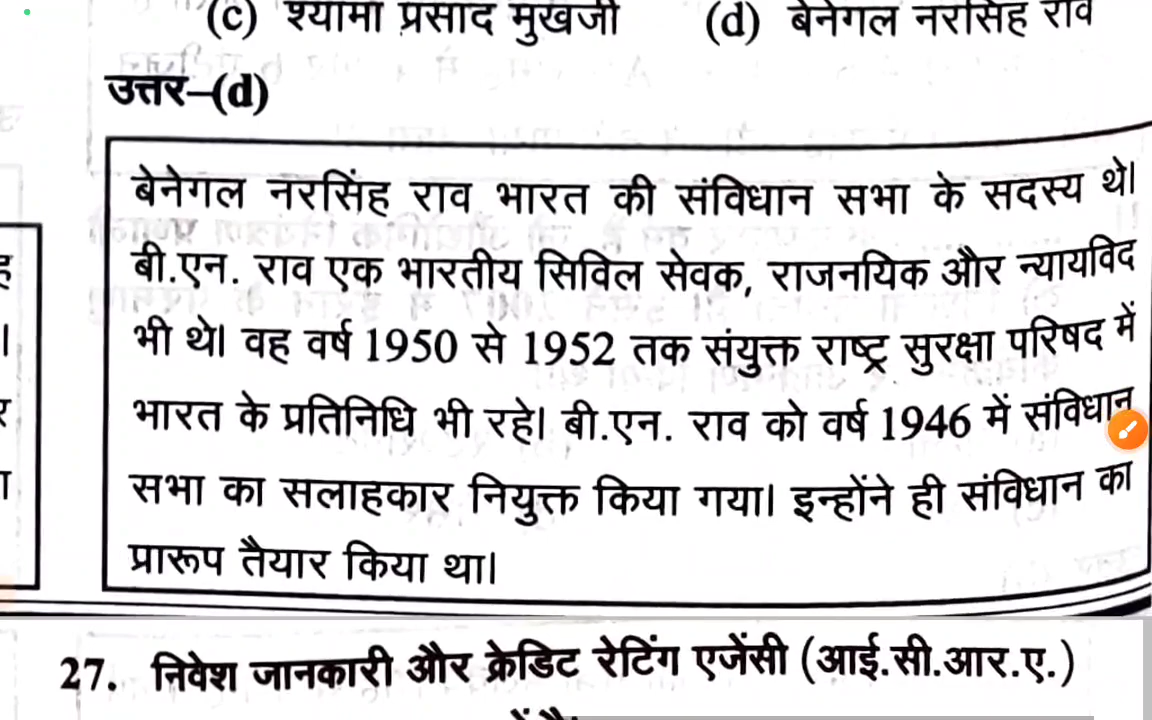 (c) श्यामा प्रसाद मुखर्जी (d) बेनेगल नरसिंह राव
उत्तर–(d)
बेनेगल नरसिंह राव भारत की संविधान सभा के सदस्य थे।
बी.एन. राव एक भारतीय सिविल सेवक, राजनयिक और न्यायविद
भी थे। वह वर्ष 1950 से 1952 तक संयुक्त राष्ट्र सुरक्षा परिषद में
भारत के प्रतिनिधि भी रहे। बी.एन. राव को वर्ष 1946 में संविधान
सभा का सलाहकार नियुक्त किया गया। इन्होंने ही संविधान का
प्रारूप तैयार किया था।
27. निवेश जानकारी और क्रेडिट रेटिंग एजेंसी (आई.सी.आर.ए.)